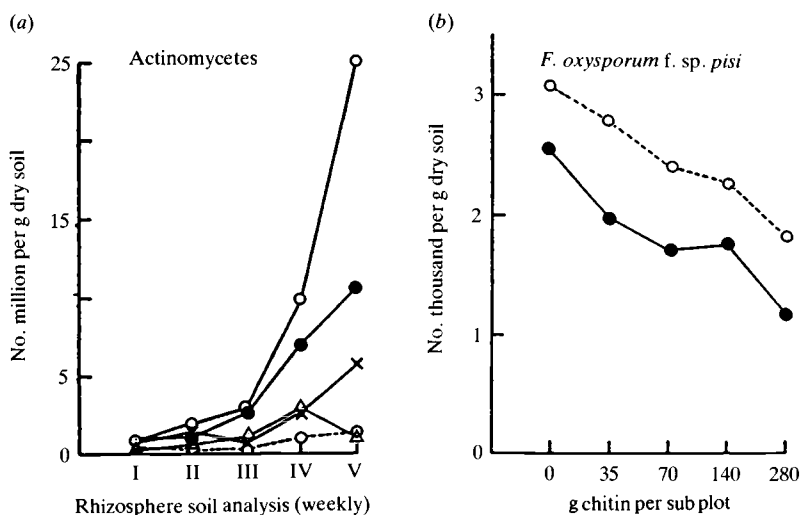 (a)
Actinomycetes
No. million per g dry soil
25
15
5
0
I II III IV V
Rhizosphere soil analysis (weekly)
(b)
F. oxysporum f. sp. pisi
No. thousand per g dry soil
3
2
1
0
0 35 70 140 280
g chitin per sub plot